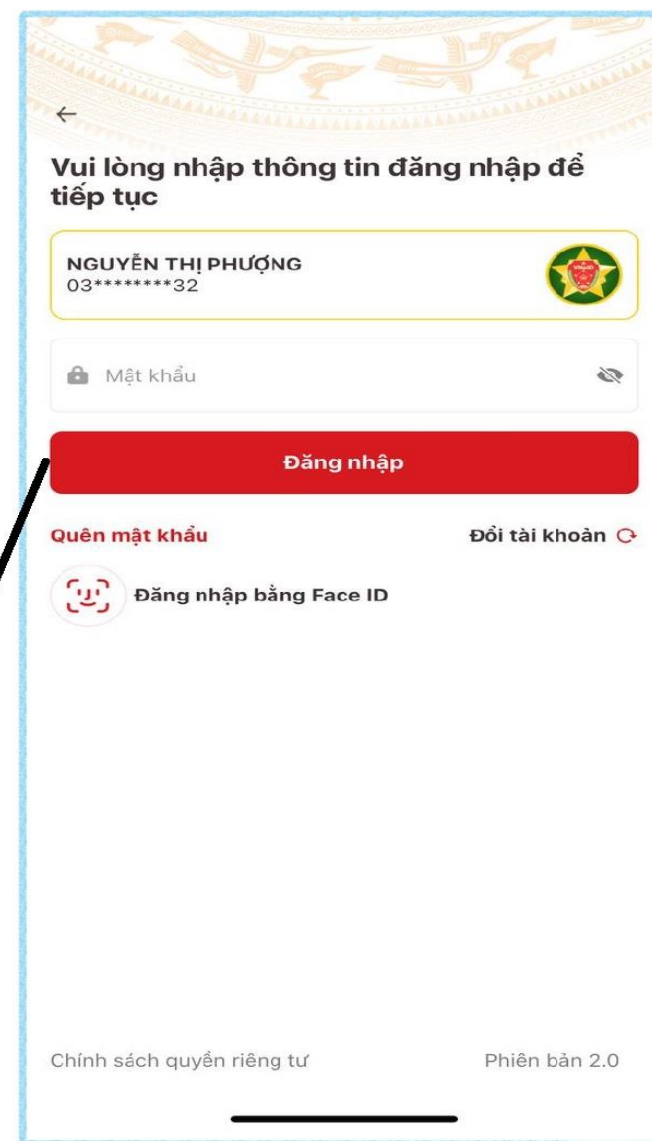 Vui lòng nhập thông tin đăng nhập để
tiếp tục
NGUYỄN THỊ PHƯỢNG
03********32
Mật khẩu
Đăng nhập
Quên mật khẩu
Đổi tài khoản
Đăng nhập bằng Face ID
Chính sách quyền riêng tư
Phiên bản 2.0